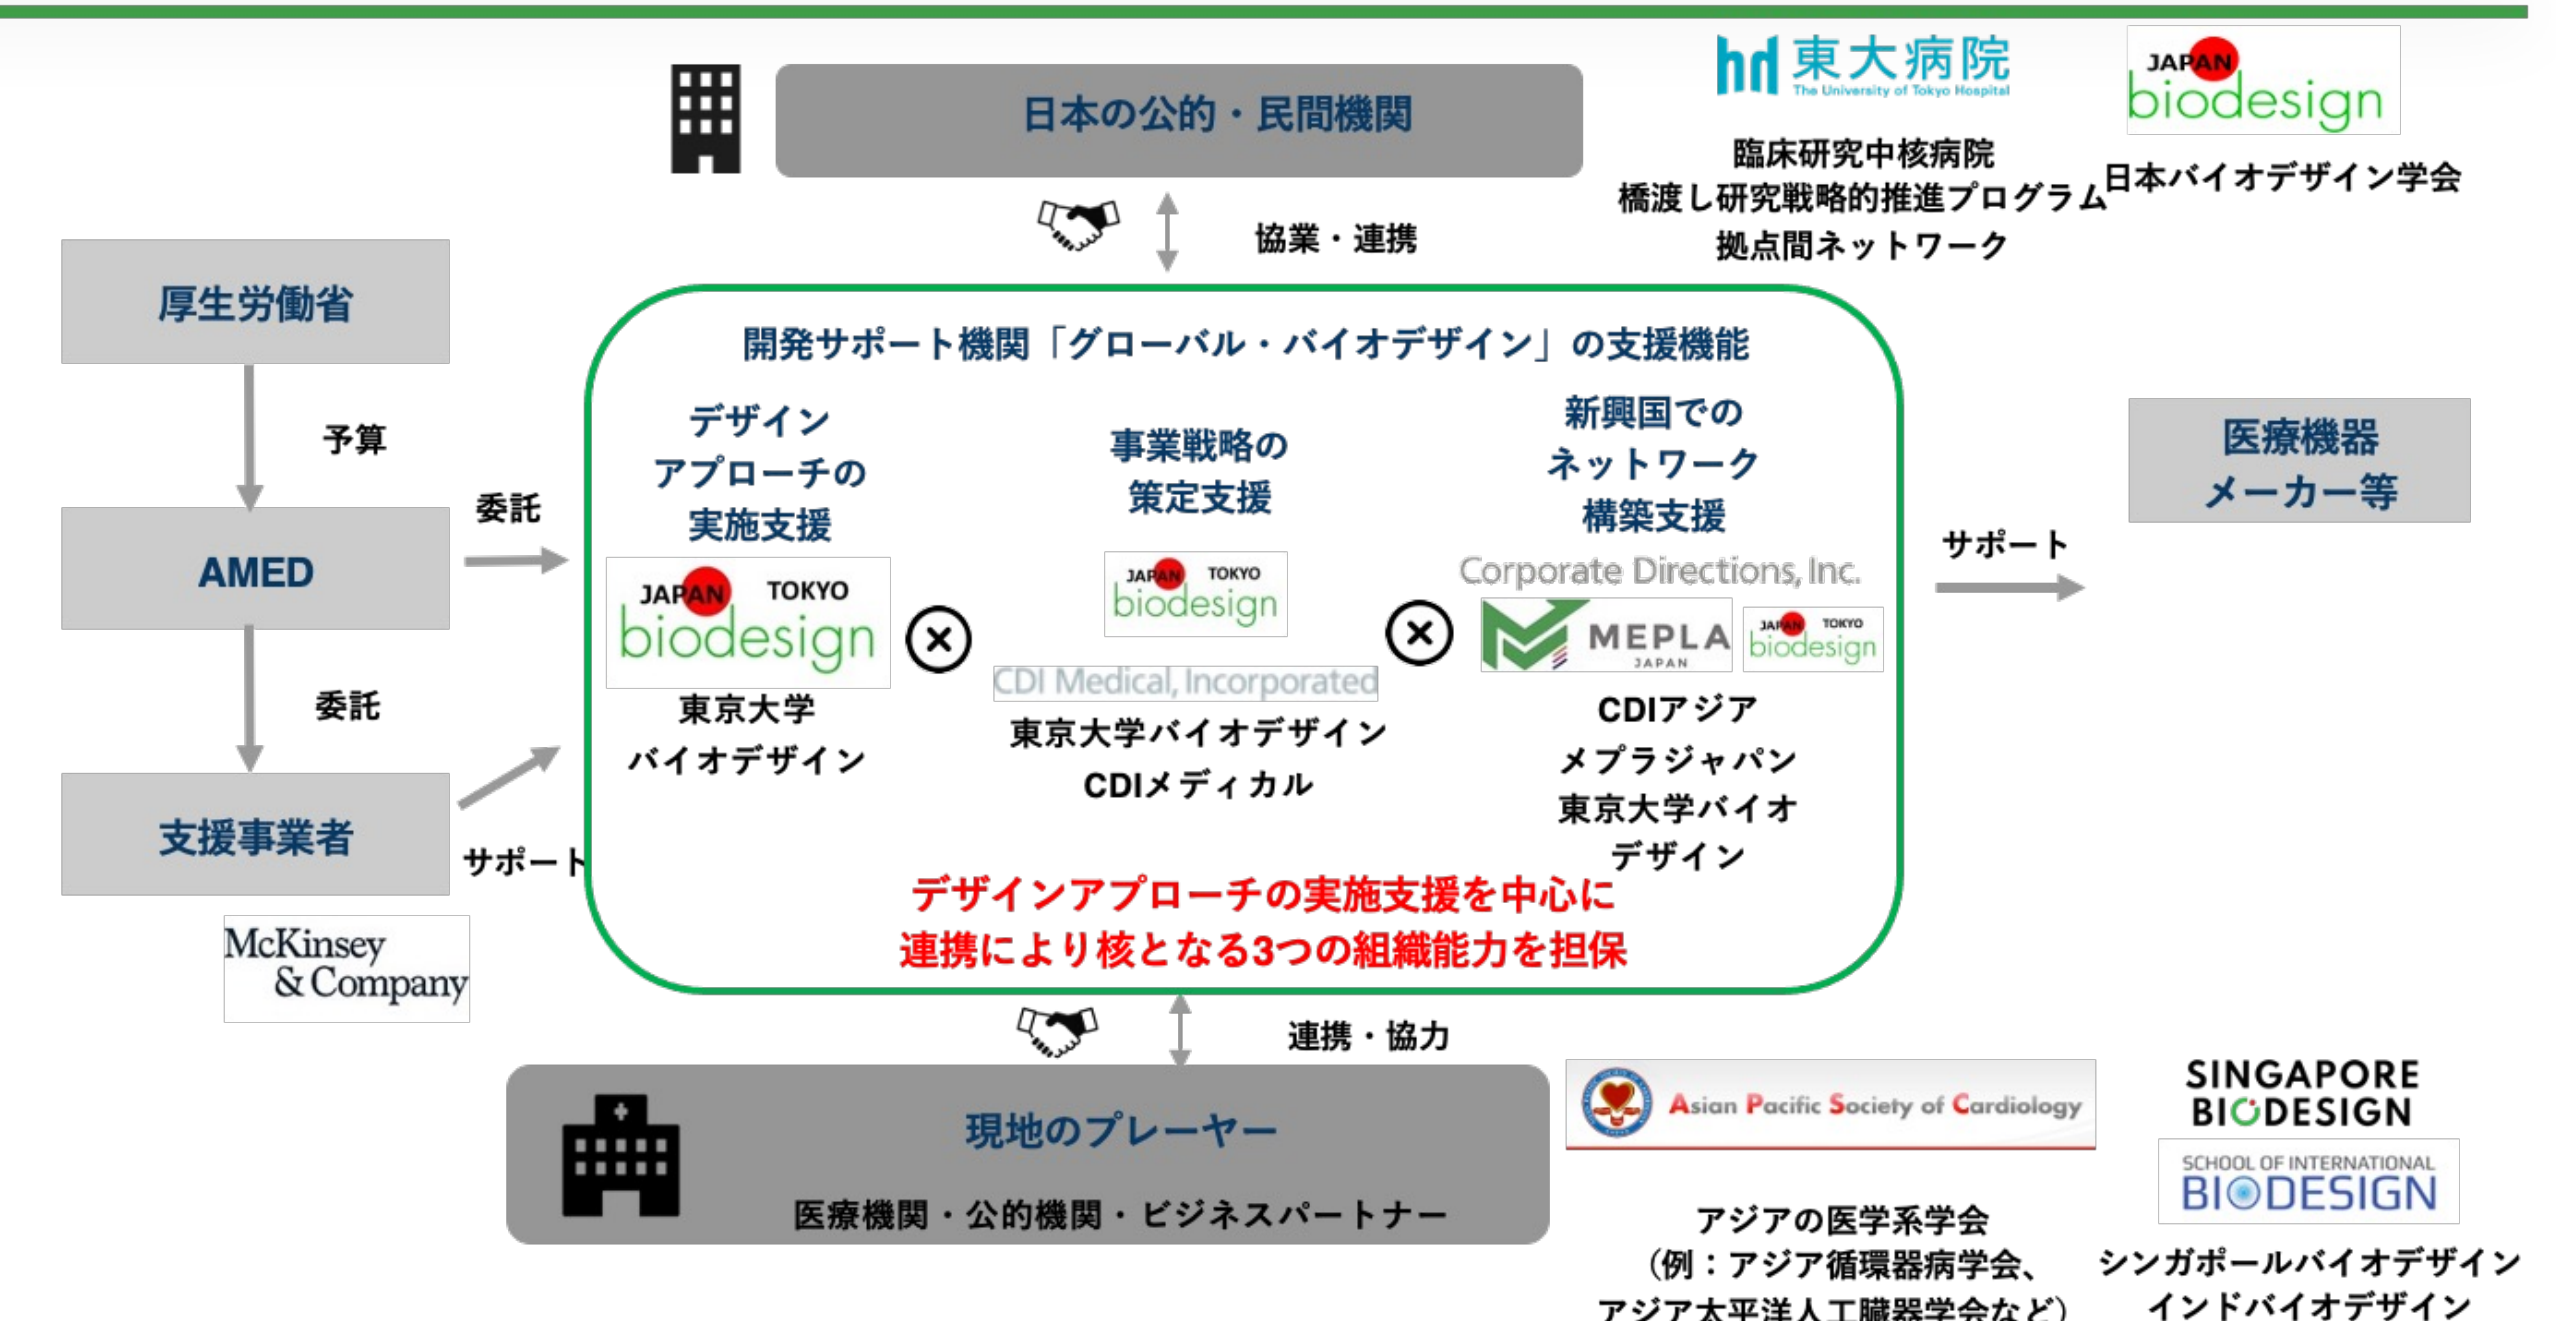 日本の公的・民間機関
hd 東大病院
The University of Tokyo Hospital
臨床研究中核病院
橋渡し研究戦略的推進プログラム
拠点間ネットワーク
JAPAN
biodesign
日本バイオデザイン学会
協業・連携
厚生労働省
予算
AMED
委託
委託
支援事業者
サポート
McKinsey
& Company
開発サポート機関「グローバル・バイオデザイン」の支援機能
デザイン
アプローチの
実施支援
JAPAN TOKYO
biodesign
東京大学
バイオデザイン
事業戦略の
策定支援
JAPAN TOKYO
biodesign
CDI Medical, Incorporated
東京大学バイオデザイン
CDIメディカル
新興国での
ネットワーク
構築支援
Corporate Directions, Inc.
MEPLA
JAPAN
JAPAN TOKYO
biodesign
CDIアジア
メプラジャパン
東京大学バイオ
デザイン
デザインアプローチの実施支援を中心に
連携により核となる3つの組織能力を担保
サポート
医療機器
メーカー等
連携・協力
現地のプレーヤー
医療機関・公的機関・ビジネスパートナー
Asian Pacific Society of Cardiology
アジアの医学系学会
（例：アジア循環器病学会、
アジア太平洋人工臓器学会など）
SINGAPORE
BIODESIGN
SCHOOL OF INTERNATIONAL
BIODESIGN
シンガポールバイオデザイン
インドバイオデザイン